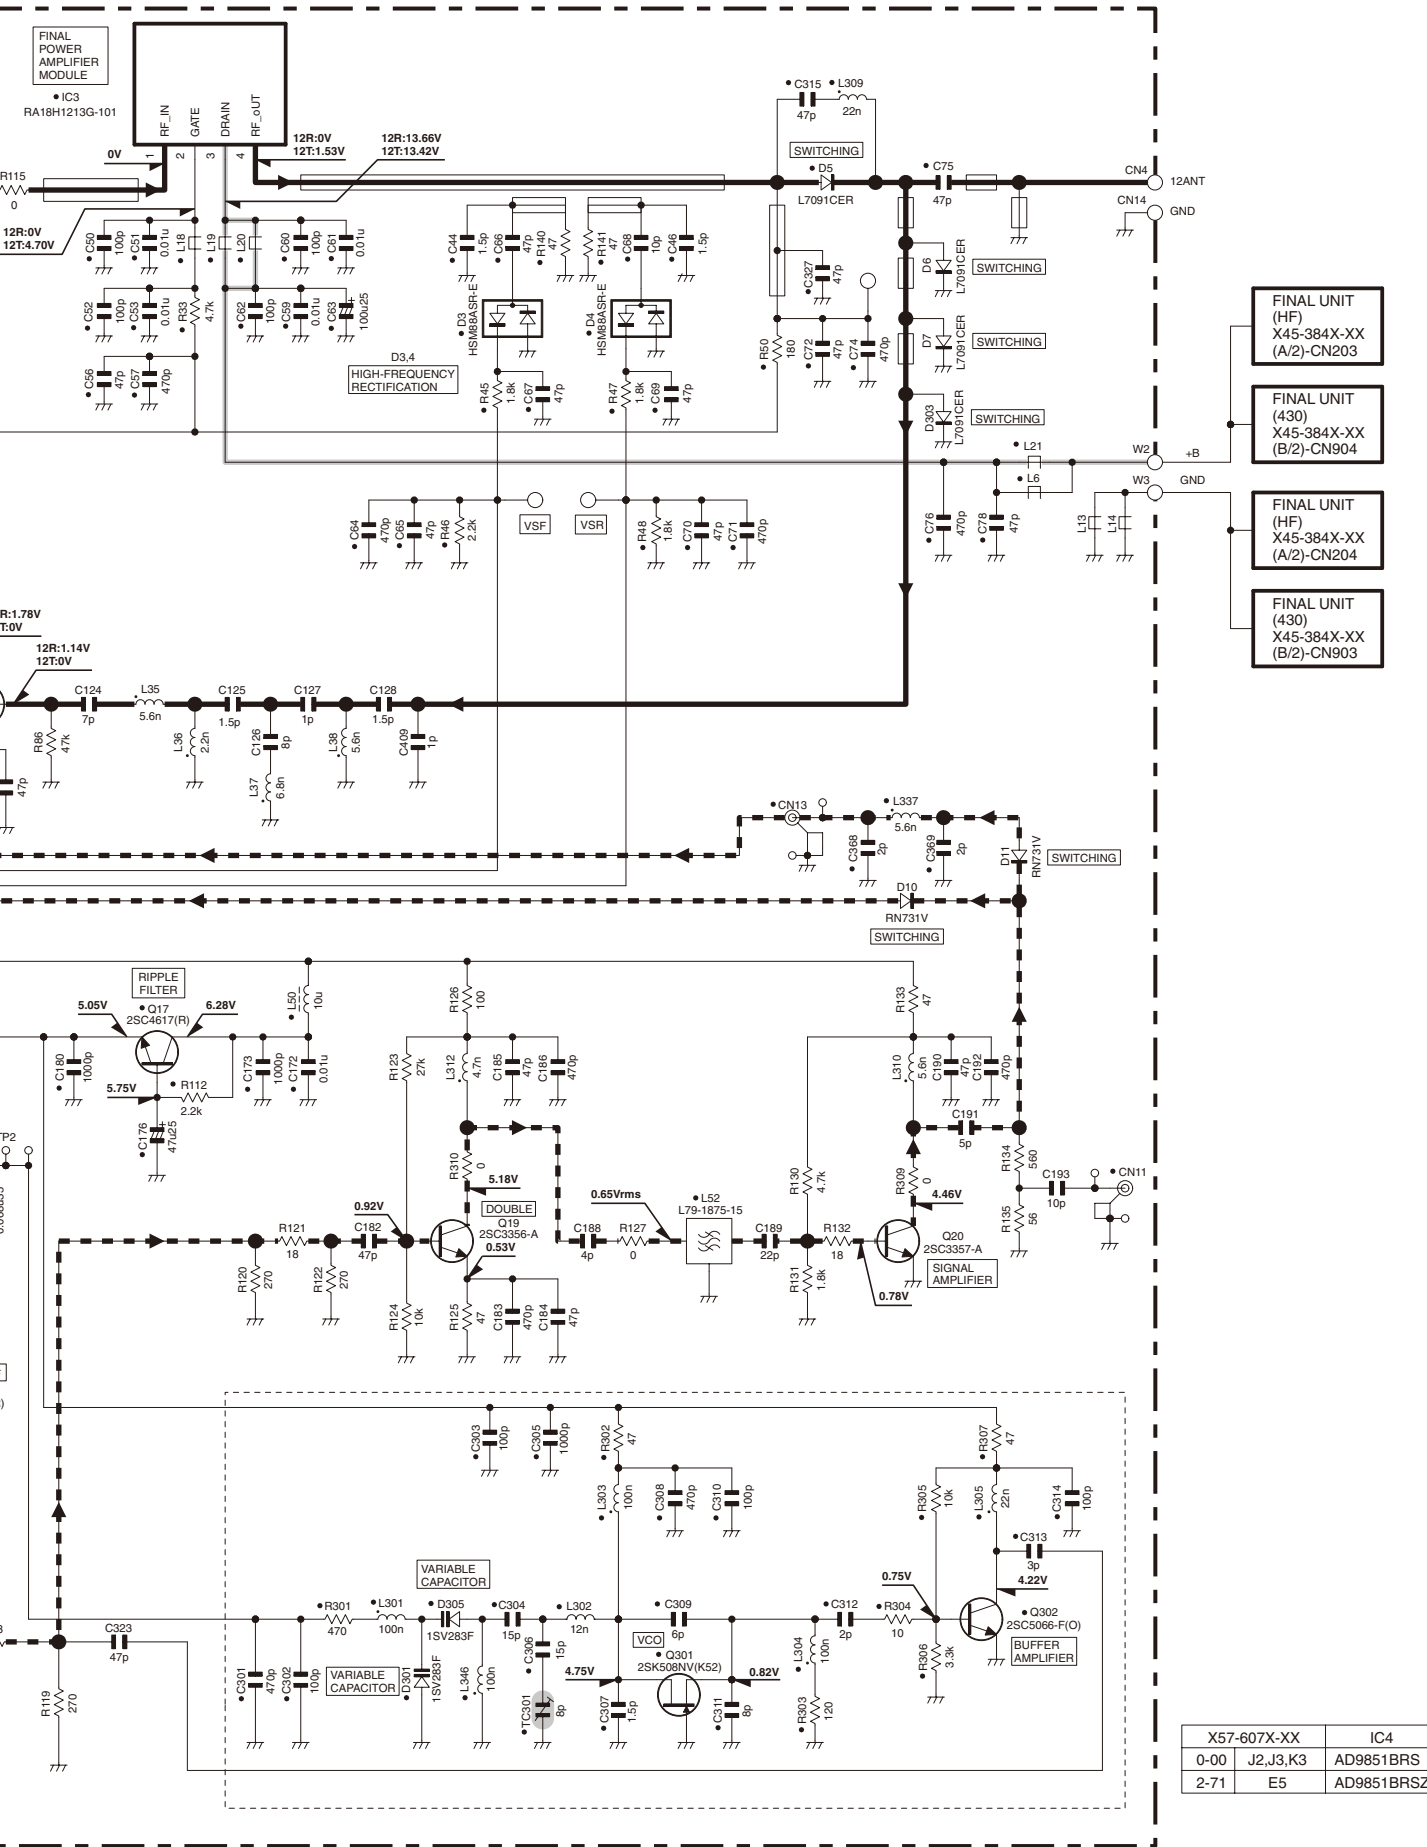 FINAL
POWER
AMPLIFIER
MODULE
IC3
RA18H1213G-101
RF_IN
GATE
DRAIN
RF_oUT
1
2
3
4
0V
12R:0V
12T:1.53V
12R:13.66V
12T:13.42V
R115
0
12R:0V
12T:4.70V
C50
100p
C51
0.01u
L18
L19
L20
C60
100p
C61
0.01u
C52
100p
C53
0.01u
R33
4.7k
C62
100p
C59
0.01u
C63
100u25
C56
47p
C57
470p
C44
1.5p
C66
47p
R140
47
R141
47
C68
10p
C46
1.5p
D3
HSM88ASR-E
D4
HSM88ASR-E
D3,4
HIGH-FREQUENCY
RECTIFICATION
R45
1.8k
C67
47p
R47
1.8k
C69
47p
C315
47p
L309
22n
SWITCHING
D5
L7091CER
C75
47p
CN4
12ANT
CN14
GND
C327
47p
D6
L7091CER
SWITCHING
D7
L7091CER
SWITCHING
R50
180
C72
47p
C74
470p
D303
L7091CER
SWITCHING
FINAL UNIT
(HF)
X45-384X-XX
(A/2)-CN203
FINAL UNIT
(430)
X45-384X-XX
(B/2)-CN904
FINAL UNIT
(HF)
X45-384X-XX
(A/2)-CN204
FINAL UNIT
(430)
X45-384X-XX
(B/2)-CN903
L21
L6
W2
+B
W3
GND
C76
470p
C78
47p
L13
L14
C64
470p
C65
47p
R46
2.2k
VSF
VSR
R48
1.8k
C70
47p
C71
470p
R:1.78V
T:0V
12R:1.14V
12T:0V
C124
7p
L35
5.6n
C125
1.5p
C127
1p
C128
1.5p
R86
47k
L36
2.2n
C126
8p
L37
6.8n
L38
5.6n
C409
1p
47p
CN13
L337
5.6n
C368
2p
C369
2p
D11
RN731V
SWITCHING
D10
RN731V
SWITCHING
RIPPLE
FILTER
5.05V
Q17
2SC4617(R)
6.28V
L50
10u
C180
1000p
5.75V
R112
2.2k
C173
1000p
C172
0.01u
C176
47u25
TP2
R126
100
R123
27k
L312
4.7n
C185
47p
C186
470p
R310
0
5.18V
DOUBLE
Q19
2SC3356-A
0.92V
0.53V
R121
18
C182
47p
R120
270
R122
270
R124
10k
R125
47
C183
470p
C184
47p
C188
4p
R127
0
0.65Vrms
L52
L79-1875-15
C189
22p
R132
18
R130
4.7k
R131
1.8k
R133
47
L310
5.6n
C190
47p
C192
470p
R309
0
4.46V
C191
5p
R134
560
C193
10p
CN11
R135
56
Q20
2SC3357-A
SIGNAL
AMPLIFIER
0.78V
C303
100p
C305
1000p
R302
47
L303
100n
C308
470p
C310
100p
R307
47
R305
10k
L305
22n
C314
100p
C313
3p
4.22V
0.75V
VARIABLE
CAPACITOR
R301
470
L301
100n
D305
1SV283F
C304
15p
L302
12n
C309
6p
C312
2p
R304
10
Q302
2SC5066-F(O)
BUFFER
AMPLIFIER
C323
47p
R119
270
C301
470p
C302
100p
VARIABLE
CAPACITOR
D301
1SV283F
L346
100n
C306
15p
TC301
8p
4.75V
C307
1.5p
VCO
Q301
2SK508NV(K52)
0.82V
C311
8p
L304
100n
R303
120
R306
3.3k
X57-607X-XX IC4
0-00 J2,J3,K3 AD9851BRS
2-71 E5 AD9851BRSZ